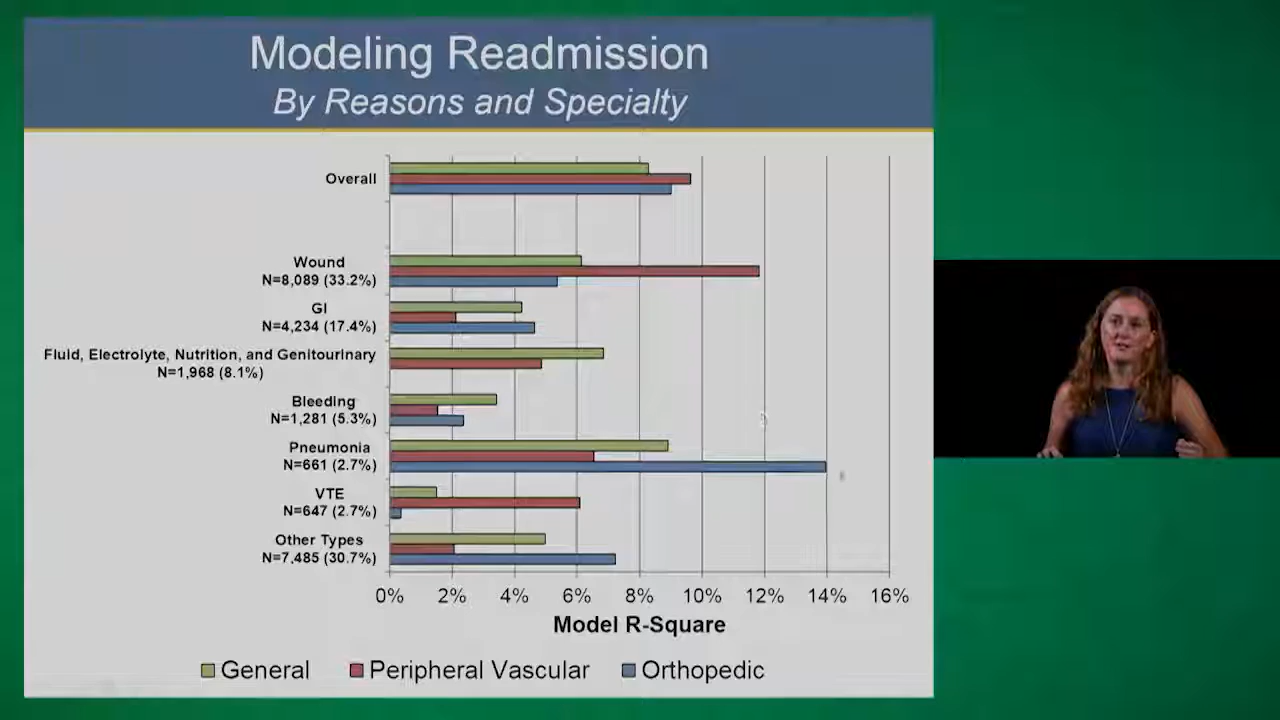 Modeling Readmission
By Reasons and Specialty
Overall
Wound
N=8,089 (33.2%)
GI
N=4,234 (17.4%)
Fluid, Electrolyte, Nutrition, and Genitourinary
N=1,968 (8.1%)
Bleeding
N=1,281 (5.3%)
Pneumonia
N=661 (2.7%)
VTE
N=647 (2.7%)
Other Types
N=7,485 (30.7%)
0% 2% 4% 6% 8% 10% 12% 14% 16%
Model R-Square
General Peripheral Vascular Orthopedic